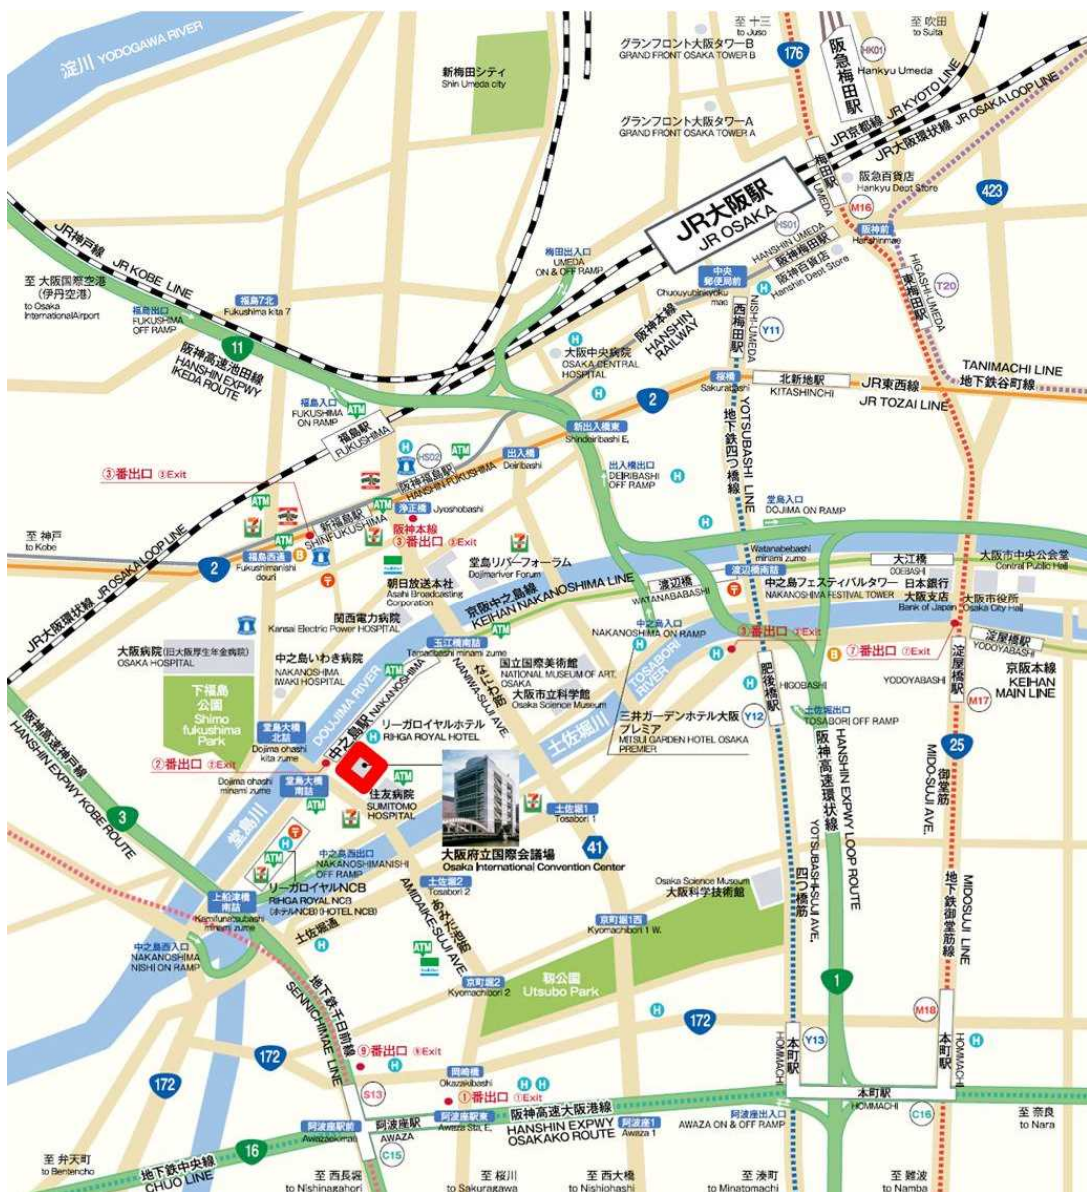 至 十三
to Juso
至 吹田
to Suita
淀川 YODOGAWA RIVER
グランフロント大阪タワーB
GRAND FRONT OSAKA TOWER B
176
阪急梅田駅
HK01
Hankyu Umeda
新梅田シティ
Shin Umeda city
JR京都線 JR KYOTO LINE
JR大阪環状線 JR OSAKA LOOP LINE
グランフロント大阪タワーA
GRAND FRONT OSAKA TOWER A
梅田駅
UMEDA
阪急百貨店
Hankyu Dept Store
423
JR大阪駅
JR OSAKA
M16
HS01
阪神前
Hanshinmae
HANSHIN UMEDA
阪神梅田駅
阪神百貨店
Hanshin Dept Store
JR神戸線
JR KOBE LINE
梅田出入口
UMEDA
ON & OFF RAMP
中央
郵便局前
Chuouyubinkyoku
mae
HIGASHI-UMEDA
東梅田駅
T20
至 大阪国際空港
(伊丹空港)
to Osaka
InternationalAirport
福島7北
Fukushima kita 7
福島出口
FUKUSHIMA
OFF RAMP
11
阪神高速池田線
HANSHIN EXPWY
IKEDA ROUTE
阪神本線
HANSHIN
RAILWAY
NISHI-UMEDA
西梅田駅
Y11
大阪中央病院
OSAKA CENTRAL
HOSPITAL
TANIMACHI LINE
地下鉄谷町線
桜橋
Sakurabashi
北新地駅
KITASHINCHI
JR東西線
JR TOZAI LINE
2
福島入口
FUKUSHIMA
ON RAMP
ATM
福島駅
FUKUSHIMA
新出入橋東
Shindeiribashi E.
YOTSUBASHI LINE
地下鉄四つ橋線
出入橋
Deiribashi
出入橋出口
DEIRIBASHI
OFF RAMP
HS02
阪神福島駅
HANSHIN FUKUSHIMA
③番出口 ③Exit
浄正橋
Jyoshobashi
新福島駅
SHINFUKUSHIMA
阪神本線
③番出口 ③Exit
堂島入口
DOJIMA ON RAMP
至 神戸
to Kobe
2
福島西通
Fukushimanishi
douri
JR大阪環状線
JR OSAKA LOOP LINE
堂島リバーフォーラム
Dojimariver Forum
朝日放送本社
Asahi Broadcasting
Corporation
京阪中之島線
KEIHAN NAKANOSHIMA LINE
Watanabebashi
minami zume
渡辺橋南詰
渡辺橋
WATANABABASHI
大江橋
OOEBASHI
大阪市中央公会堂
Central Public Hall
中之島フェスティバルタワー
NAKANOSHIMA FESTIVAL TOWER
日本銀行
大阪支店
Bank of Japan
大阪市役所
Osaka City Hall
関西電力病院
Kansai Electric Power HOSPITAL
玉江橋南詰
Tamaebashi minami zume
中之島入口
NAKANOSHIMA ON RAMP
③番出口 ③Exit
⑦番出口 ⑦Exit
淀屋橋駅
YODOYABASHI
京阪本線
KEIHAN
MAIN LINE
大阪病院(旧大阪厚生年金病院)
OSAKA HOSPITAL
中之島いわき病院
NAKANOSHIMA
IWAKI HOSPITAL
DOUJIMA RIVER
なにわ筋
NANIWA-SUJI AVE.
国立国際美術館
NATIONAL MUSEUM OF ART,
OSAKA
大阪市立科学館
Osaka Science Museum
TOSABORI
RIVER
土佐堀川
肥後橋駅
HIGOBASHI
YODOYABASHI
淀屋橋駅
M17
下福島
公園
Shimo
fukushima
Park
中之島駅 NAKANOSHIMA
リーガロイヤルホテル
RIHGA ROYAL HOTEL
三井ガーデンホテル大阪
プレミア
MITSUI GARDEN HOTEL OSAKA
PREMIER
Y12
土佐堀出口
TOSABORI OFF RAMP
堂島大橋
北詰
Dojima ohashi
kita zume
阪神高速神戸線
HANSHIN EXPWY KOBE ROUTE
②番出口 ②Exit
Dojima ohashi
minami zume
堂島大橋
南詰
住友病院
SUMITOMO
HOSPITAL
ATM
25
御堂筋
MIDO-SUJI AVE.
阪神高速環状線
HANSHIN EXPWY LOOP ROUTE
3
堂島川
土佐堀1
Tosabori 1
41
大阪府立国際会議場
Osaka International Convention Center
中之島西出口
NAKANOSHIMANISHI
OFF RAMP
リーガロイヤルNCB
RIHGA ROYAL NCB
(ホテルNCB) (HOTEL NCB)
土佐堀2
Tosabori 2
Osaka Science Museum
大阪科学技術館
YOTSUBASHI-SUJI AVE.
四つ橋筋
MIDOSUJI LINE
地下鉄御堂筋線
上船津橋
南詰
Kamifunatsubashi
minami zume
土佐堀通
あみだ池筋
AMIDAIKE-SUJI AVE.
京町堀1西
Kyomachibori 1 W.
中之島西入口
NAKANOSHIMA
NISHI ON RAMP
京町堀2
Kyomachibori 2
靱公園
Utsubo Park
1
地下鉄千日前線
SENNICHIMAE LINE
172
M18
172
172
⑨番出口 ⑨Exit
岡崎橋
Okazakibashi
HOMMACHI
本町駅
Y13
本町駅
HOMMACHI
S13
①番出口 ①Exit
本町駅
HOMMACHI
C16
阿波座駅前
Awazaekimae
阿波座駅
AWAZA
C15
阿波座駅東
Awaza Sta. E.
阪神高速大阪港線
HANSHIN EXPWY
OSAKAKO ROUTE
阿波座1
Awaza 1
阿波座出入口
AWAZA ON & OFF RAMP
至 奈良
to Nara
16
至 弁天町
to Bentencho
地下鉄中央線
CHUO LINE
至 西長堀
to Nishinagahori
至 桜川
to Sakuragawa
至 西大橋
to Nishiohashi
至 湊町
to Minatomachi
至 難波
to Namba